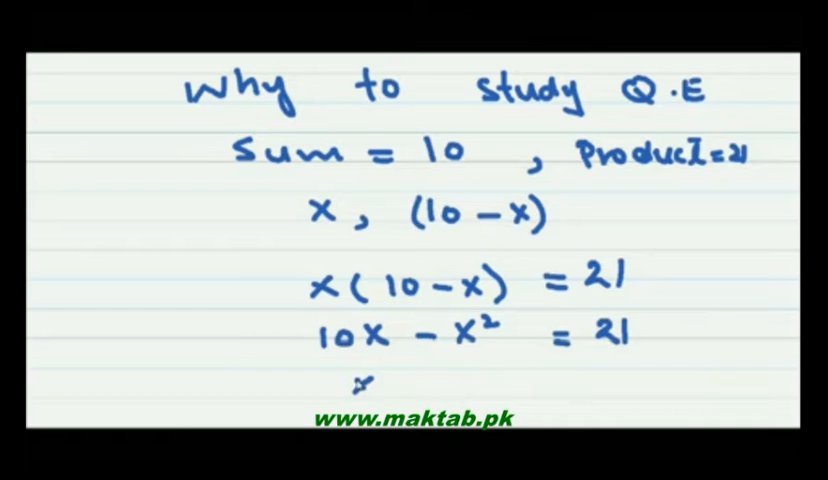 Why to study Q.E
Sum = 10 , Product = 21
x , (10 - x)
x ( 10 - x) = 21
10x - x² = 21
x
www.maktab.pk